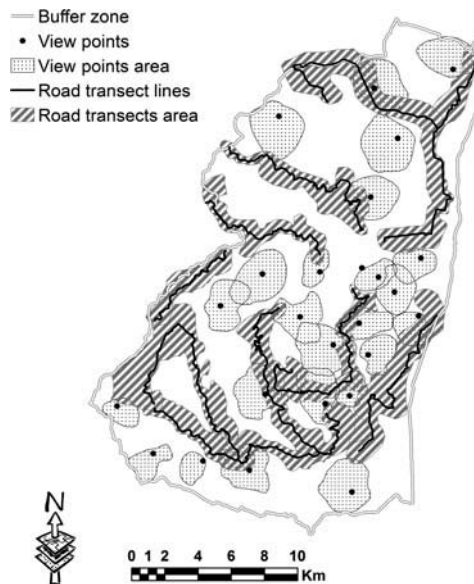 Buffer zone
View points
View points area
Road transect lines
Road transects area
N
0 1 2 4 6 8 10
Km